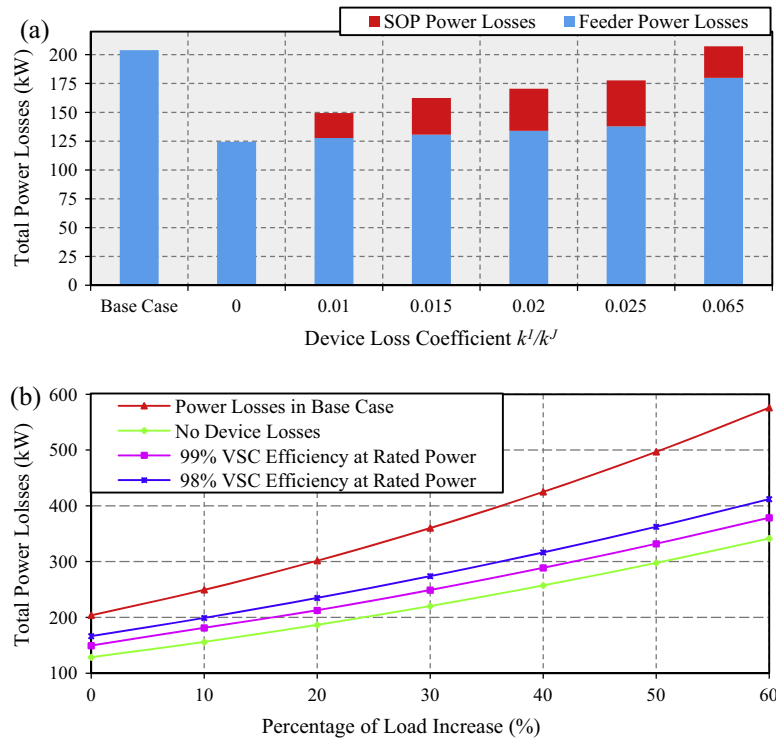 (a)
SOP Power Losses
Feeder Power Losses
Total Power Losses (kW)
200
175
150
125
100
75
50
25
0
Base Case 0 0.01 0.015 0.02 0.025 0.065
Device Loss Coefficient k^I/k^J
(b)
Power Losses in Base Case
No Device Losses
99% VSC Efficiency at Rated Power
98% VSC Efficiency at Rated Power
Total Power Lolsses (kW)
600
500
400
300
200
100
0 10 20 30 40 50 60
Percentage of Load Increase (%)